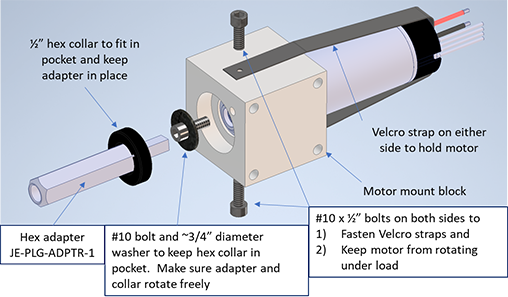 ½” hex collar to fit in
pocket and keep
adapter in place
Velcro strap on either
side to hold motor
Motor mount block
Hex adapter
JE-PLG-ADPTR-1
#10 bolt and ~3/4” diameter
washer to keep hex collar in
pocket.  Make sure adapter and
collar rotate freely
#10 x ½” bolts on both sides to
1) Fasten Velcro straps and
2) Keep motor from rotating
under load